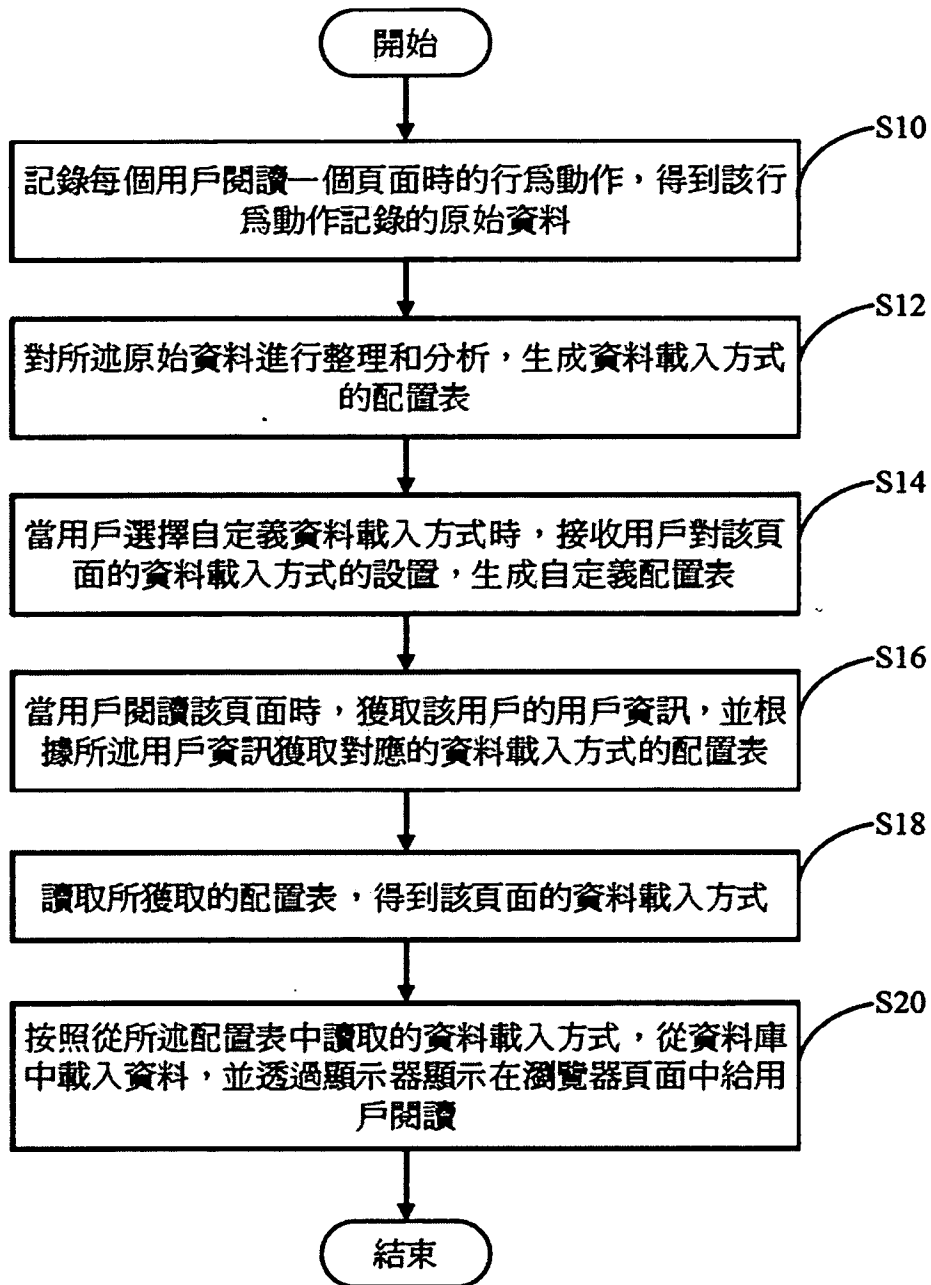 開始
S10
記錄每個用戶閱讀一個頁面時的行為動作，得到該行
為動作記錄的原始資料
S12
對所述原始資料進行整理和分析，生成資料載入方式
的配置表
S14
當用戶選擇自定義資料載入方式時，接收用戶對該頁
面的資料載入方式的設置，生成自定義配置表
S16
當用戶閱讀該頁面時，獲取該用戶的用戶資訊，並根
據所述用戶資訊獲取對應的資料載入方式的配置表
S18
讀取所獲取的配置表，得到該頁面的資料載入方式
S20
按照從所述配置表中讀取的資料載入方式，從資料庫
中載入資料，並透過顯示器顯示在瀏覽器頁面中給用
戶閱讀
結束